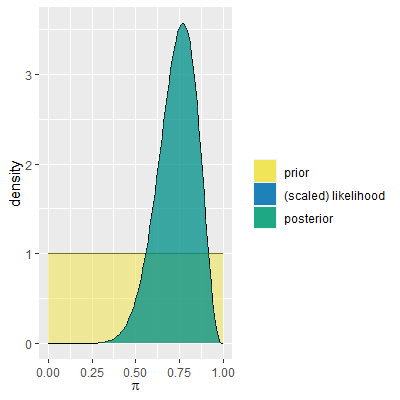 3
2
1
0
density
0.00 0.25 0.50 0.75 1.00
π
prior
(scaled) likelihood
posterior